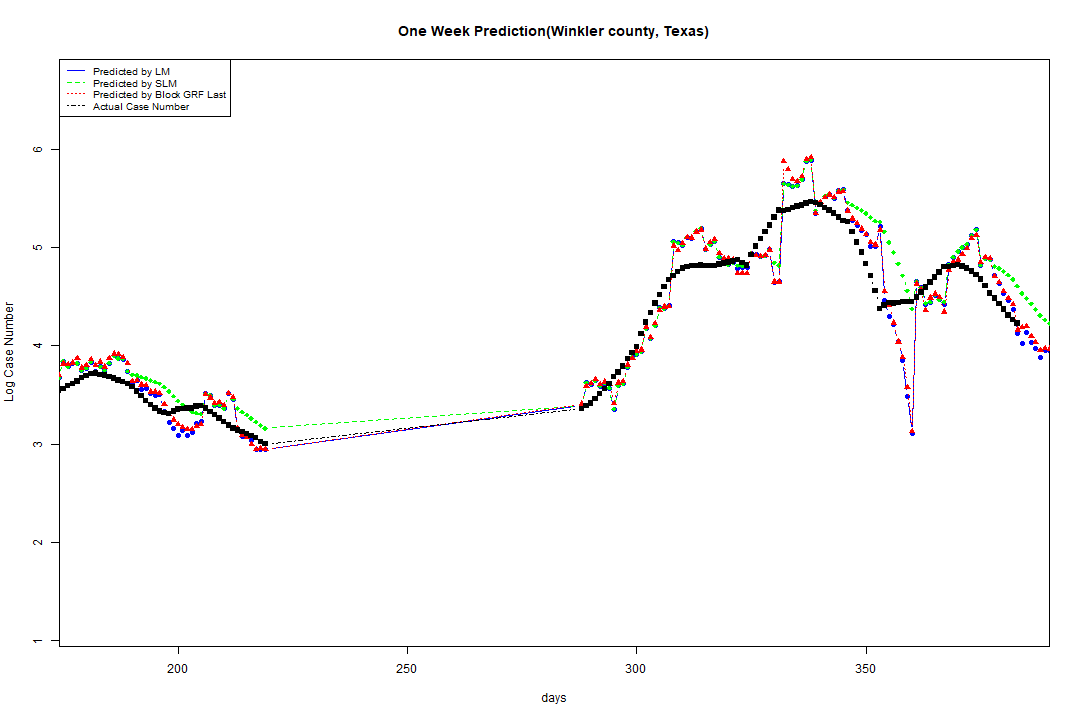 One Week Prediction(Winkler county, Texas)
Predicted by LM
Predicted by SLM
Predicted by Block GRF Last
Actual Case Number
Log Case Number
6
5
4
3
2
1
200 250 300 350
days